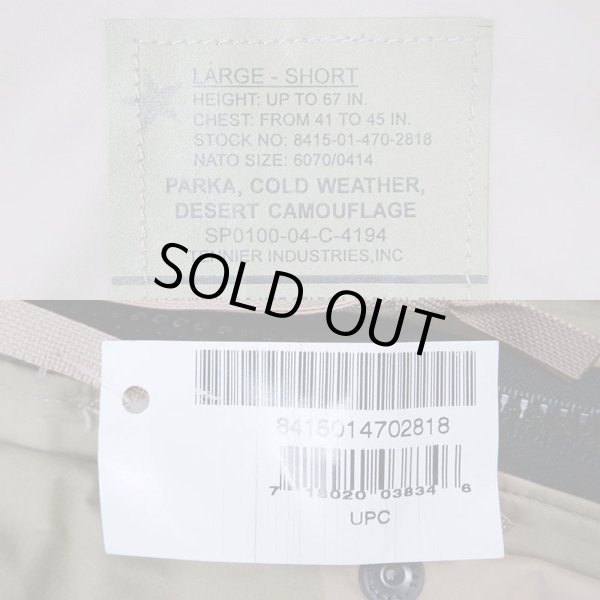 LARGE - SHORT
HEIGHT: UP TO 67 IN.
CHEST: FROM 41 TO 45 IN.
STOCK NO: 8415-01-470-2818
NATO SIZE: 6070/0414
PARKA, COLD WEATHER,
DESERT CAMOUFLAGE
SP0100-04-C-4194
TENNIER INDUSTRIES,INC
SOLD OUT
8415014702818
7 18020 03834 6
UPC